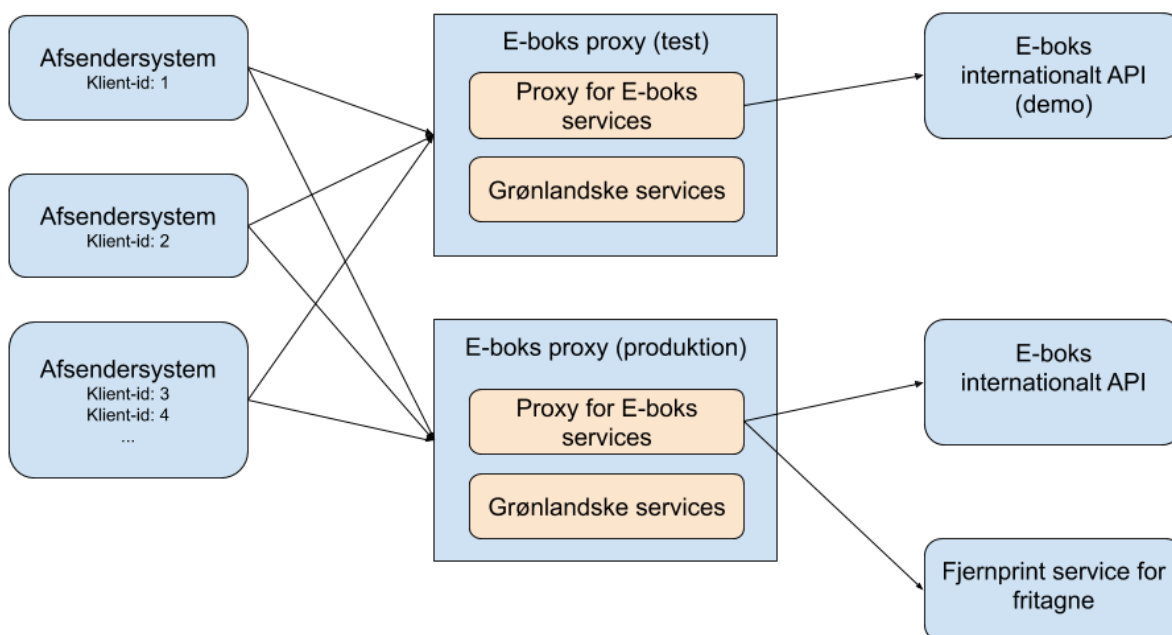 Afsendersystem
Klient-id: 1
Afsendersystem
Klient-id: 2
Afsendersystem
Klient-id: 3
Klient-id: 4
...
E-boks proxy (test)
Proxy for E-boks
services
Grønlandske services
E-boks proxy (produktion)
Proxy for E-boks
services
Grønlandske services
E-boks
internationalt API
(demo)
E-boks
internationalt API
Fjernprint service for
fritagne